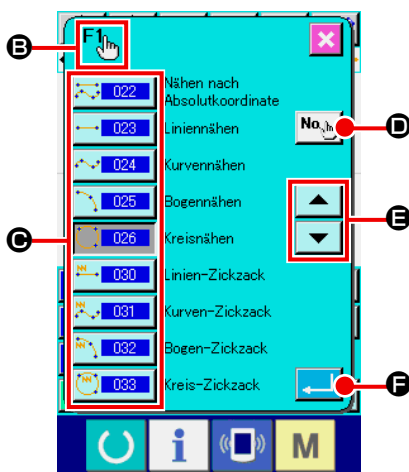 B
F1
022 Nähen nach
Absolutkoordinate
023 Liniennähen
No.
D
024 Kurvennähen
025 Bogennähen
E
C
026 Kreisnähen
030 Linien-Zickzack
031 Kurven-Zickzack
032 Bogen-Zickzack
033 Kreis-Zickzack
F
i
M